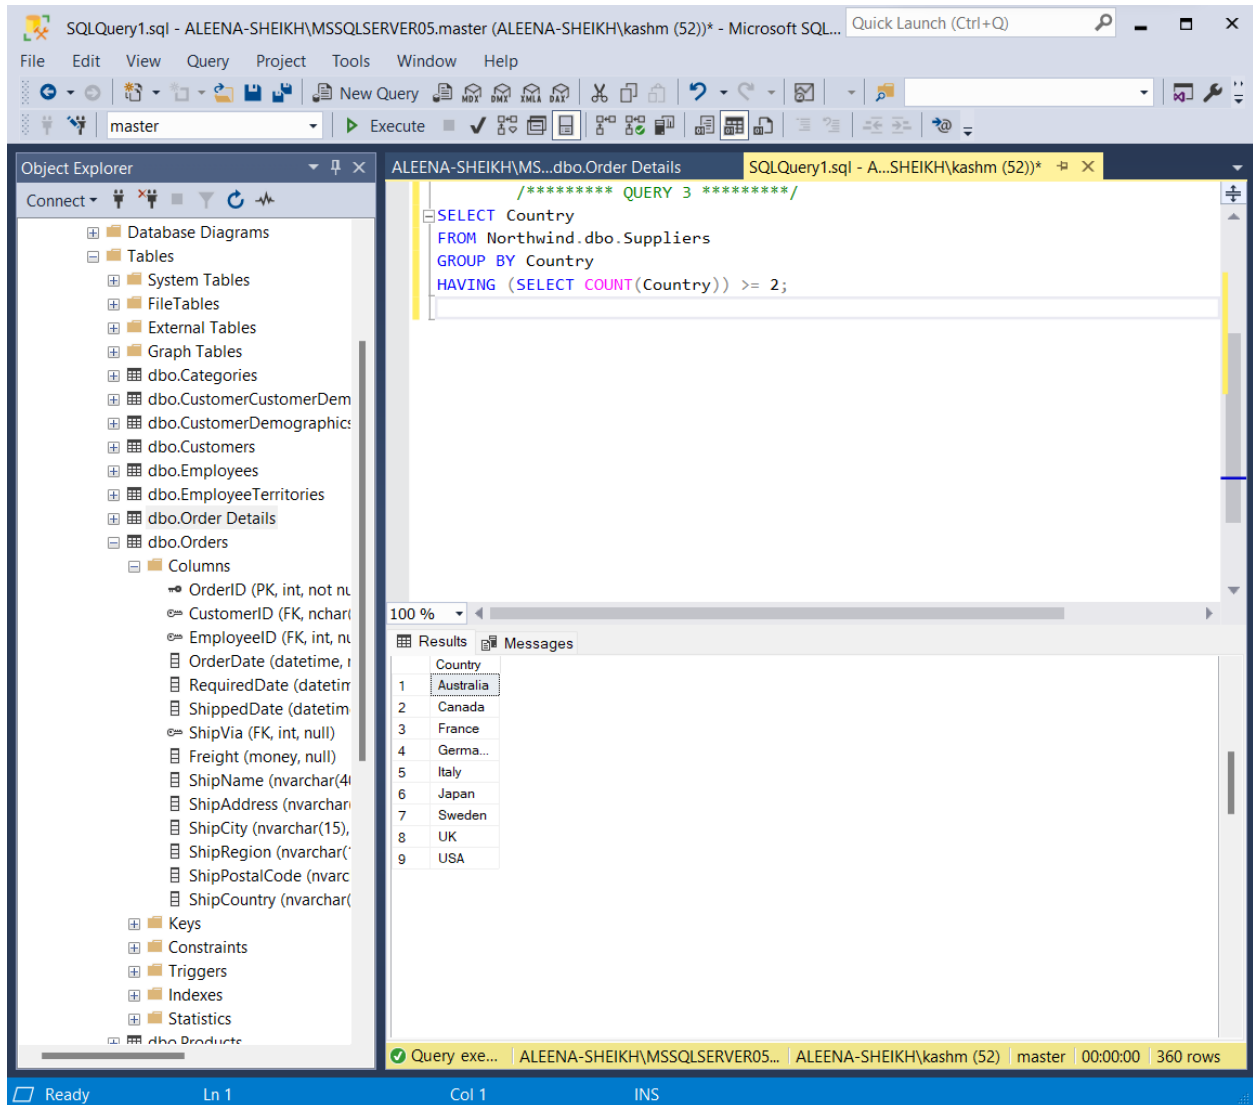 SQLQuery1.sql - ALEENA-SHEIKH\MSSQLSERVER05.master (ALEENA-SHEIKH\kashm (52))* - Microsoft SQL...
Quick Launch (Ctrl+Q)
File Edit View Query Project Tools Window Help
New Query MDX DMX XMLA DAX
master Execute
Object Explorer
Connect
Database Diagrams
Tables
System Tables
FileTables
External Tables
Graph Tables
dbo.Categories
dbo.CustomerCustomerDem
dbo.CustomerDemographics
dbo.Customers
dbo.Employees
dbo.EmployeeTerritories
dbo.Order Details
dbo.Orders
Columns
OrderID (PK, int, not nu
CustomerID (FK, nchar(
EmployeeID (FK, int, nu
OrderDate (datetime, r
RequiredDate (datetim
ShippedDate (datetim
ShipVia (FK, int, null)
Freight (money, null)
ShipName (nvarchar(40
ShipAddress (nvarchar(
ShipCity (nvarchar(15),
ShipRegion (nvarchar(
ShipPostalCode (nvarc
ShipCountry (nvarchar(
Keys
Constraints
Triggers
Indexes
Statistics
dbo.Products
ALEENA-SHEIKH\MS...dbo.Order Details
SQLQuery1.sql - A...SHEIKH\kashm (52))*
/********* QUERY 3 *********/
SELECT Country
FROM Northwind.dbo.Suppliers
GROUP BY Country
HAVING (SELECT COUNT(Country)) >= 2;
100 %
Results Messages
Country
1 Australia
2 Canada
3 France
4 Germa...
5 Italy
6 Japan
7 Sweden
8 UK
9 USA
Query exe... ALEENA-SHEIKH\MSSQLSERVER05... ALEENA-SHEIKH\kashm (52) master 00:00:00 360 rows
Ready Ln 1 Col 1 INS